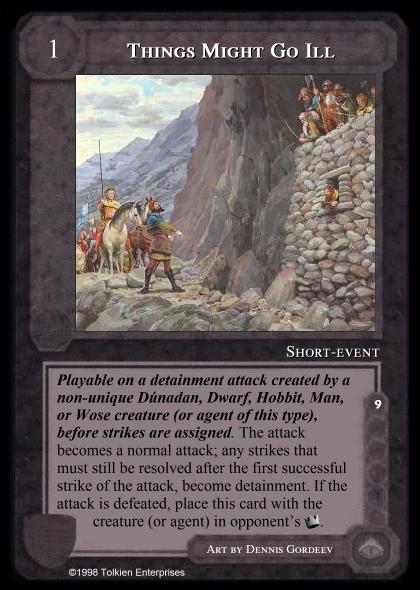 1
Things Might Go Ill
Short-event
Playable on a detainment attack created by a
non-unique Dúnadan, Dwarf, Hobbit, Man,
or Wose creature (or agent of this type),
before strikes are assigned. The attack
becomes a normal attack; any strikes that
must still be resolved after the first successful
strike of the attack, become detainment. If the
attack is defeated, place this card with the
creature (or agent) in opponent's .
9
Art by Dennis Gordeev
©1998 Tolkien Enterprises